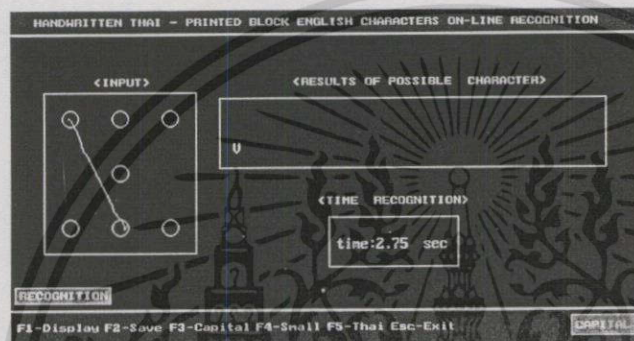 HANDWRITTEN THAI - PRINTED BLOCK ENGLISH CHARACTERS ON-LINE RECOGNITION
<INPUT>
<RESULTS OF POSSIBLE CHARACTER>
V
<TIME RECOGNITION>
time:2.75 sec
RECOGNITION
F1-Display F2-Save F3-Capital F4-Small F5-Thai Esc-Exit
CAPITAL